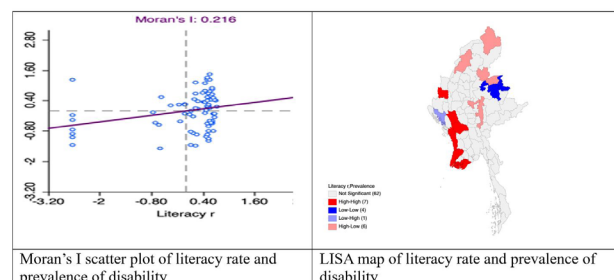 Moran's I: 0.216
2.80
1.60
0.40
-0.80
-2
-3.20
-3.20 -2 -0.80 0.40 1.60
Literacy r
Literacy r,Prevalence
Not Significant (62)
High-High (7)
Low-Low (4)
Low-High (1)
High-Low (6)
Moran's I scatter plot of literacy rate and
prevalence of disability
LISA map of literacy rate and prevalence of
disability